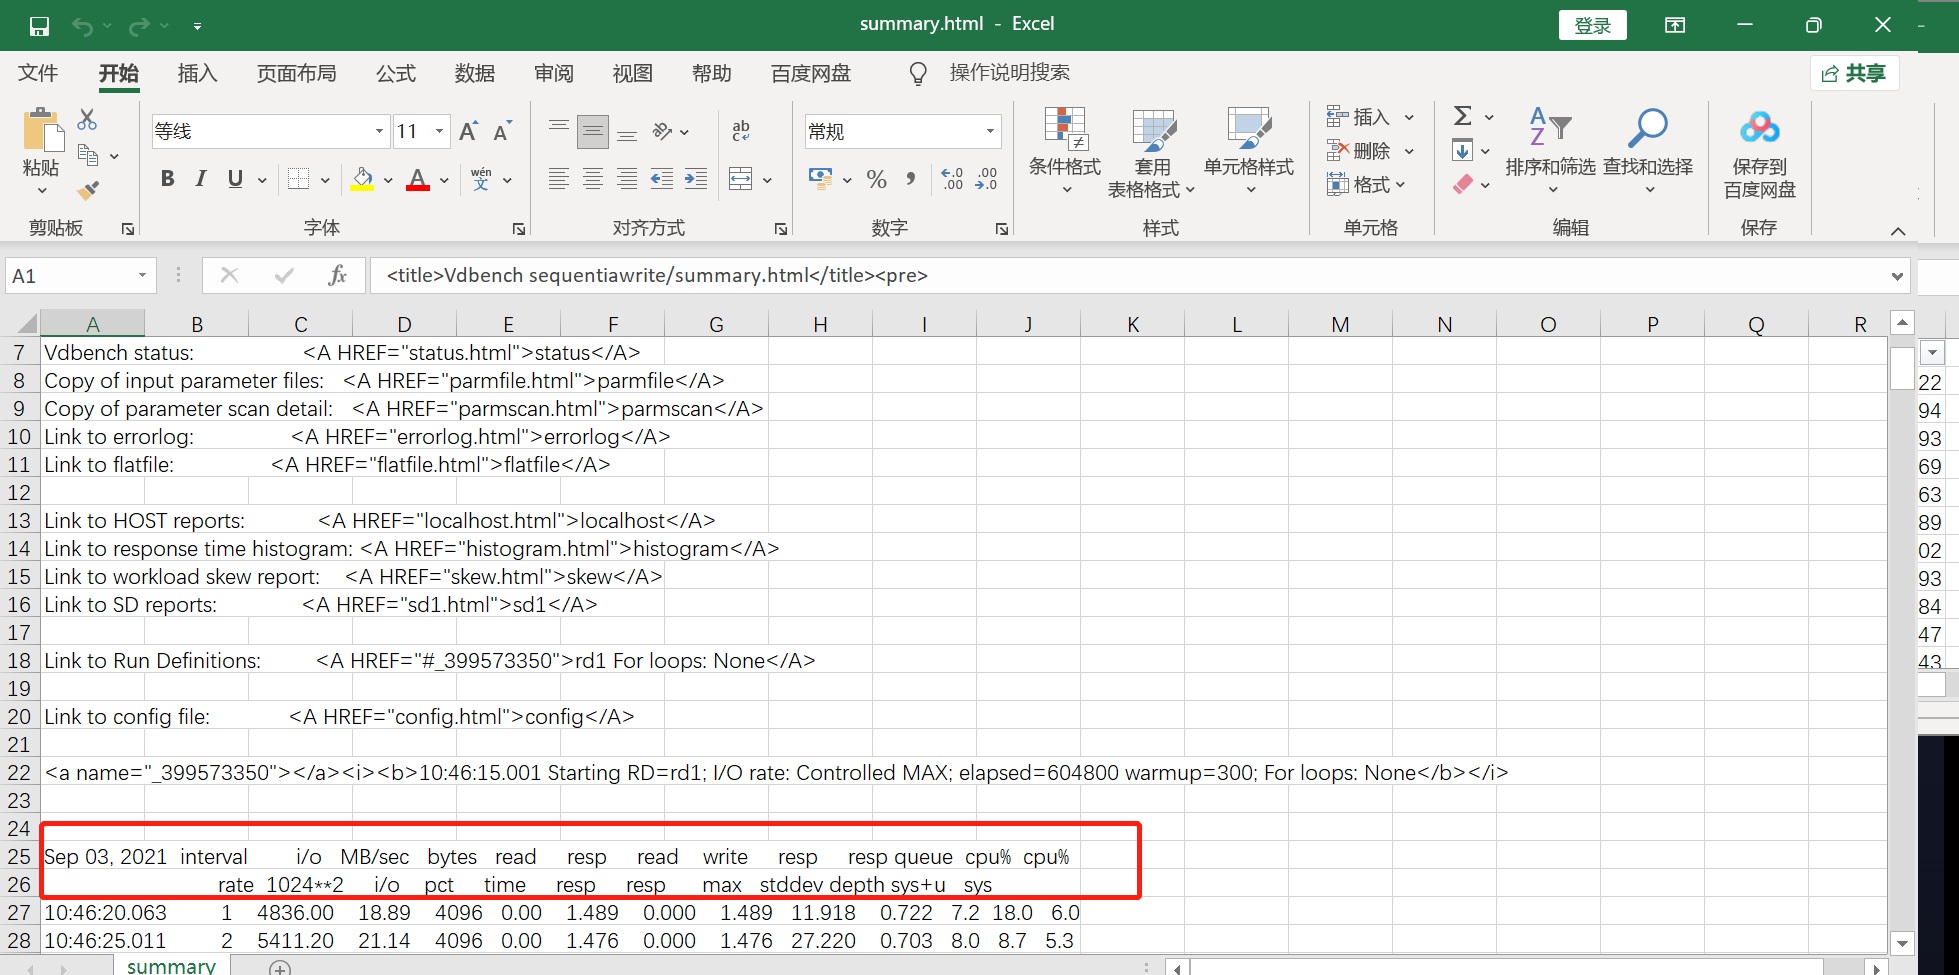 summary.html - Excel
登录
文件 开始 插入 页面布局 公式 数据 审阅 视图 帮助 百度网盘 操作说明搜索 共享
粘贴
剪贴板
等线 11
B I U wén 文
字体
ab
对齐方式
常规
% , .00
数字
条件格式
套用
表格格式
单元格样式
样式
插入
删除
格式
单元格
排序和筛选
查找和选择
编辑
保存到
百度网盘
保存
A1 fx <title>Vdbench sequentiawrite/summary.html</title><pre>
A B C D E F G H I J K L M N O P Q R
7 Vdbench status: <A HREF="status.html">status</A>
8 Copy of input parameter files: <A HREF="parmfile.html">parmfile</A>
9 Copy of parameter scan detail: <A HREF="parmscan.html">parmscan</A>
10 Link to errorlog: <A HREF="errorlog.html">errorlog</A>
11 Link to flatfile: <A HREF="flatfile.html">flatfile</A>
12
13 Link to HOST reports: <A HREF="localhost.html">localhost</A>
14 Link to response time histogram: <A HREF="histogram.html">histogram</A>
15 Link to workload skew report: <A HREF="skew.html">skew</A>
16 Link to SD reports: <A HREF="sd1.html">sd1</A>
17
18 Link to Run Definitions: <A HREF="#_399573350">rd1 For loops: None</A>
19
20 Link to config file: <A HREF="config.html">config</A>
21
22 <a name="_399573350"></a><i><b>10:46:15.001 Starting RD=rd1; I/O rate: Controlled MAX; elapsed=604800 warmup=300; For loops: None</b></i>
23
24
25 Sep 03, 2021 interval i/o MB/sec bytes read resp read write resp resp queue cpu% cpu%
26 rate 1024**2 i/o pct time resp resp max stddev depth sys+u sys
27 10:46:20.063 1 4836.00 18.89 4096 0.00 1.489 0.000 1.489 11.918 0.722 7.2 18.0 6.0
28 10:46:25.011 2 5411.20 21.14 4096 0.00 1.476 0.000 1.476 27.220 0.703 8.0 8.7 5.3
summary
22
94
93
69
63
89
02
93
84
47
43